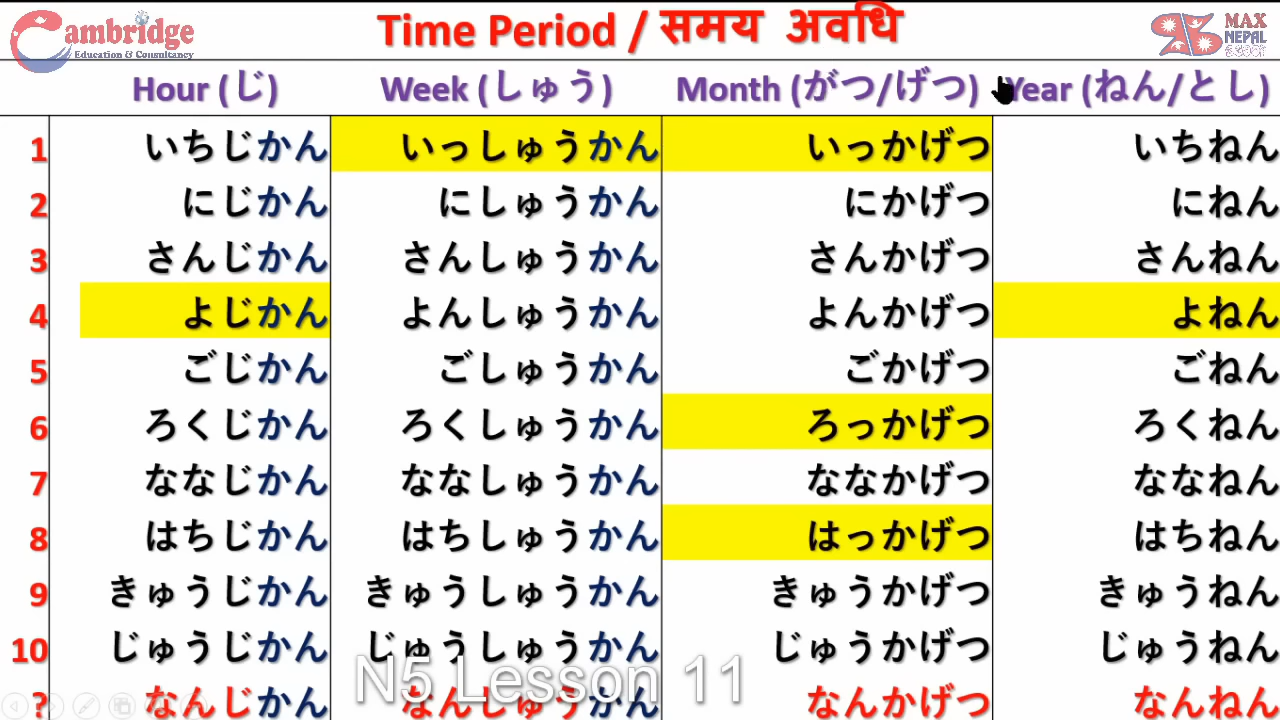 Cambridge
Education & Consultancy
Time Period / समय अवधि
MAX
NEPAL
Hour (じ) Week (しゅう) Month (がつ/げつ) Year (ねん/とし)
1 いちじかん いっしゅうかん いっかげつ いちねん
2 にじかん にしゅうかん にかげつ にねん
3 さんじかん さんしゅうかん さんかげつ さんねん
4 よじかん よんしゅうかん よんかげつ よねん
5 ごじかん ごしゅうかん ごかげつ ごねん
6 ろくじかん ろくしゅうかん ろっかげつ ろくねん
7 ななじかん ななしゅうかん ななかげつ ななねん
8 はちじかん はちしゅうかん はっかげつ はちねん
9 きゅうじかん きゅうしゅうかん きゅうかげつ きゅうねん
10 じゅうじかん じゅうしゅうかん じゅうかげつ じゅうねん
? なんじかん なんしゅうかん なんかげつ なんねん
N5 Lesson 11